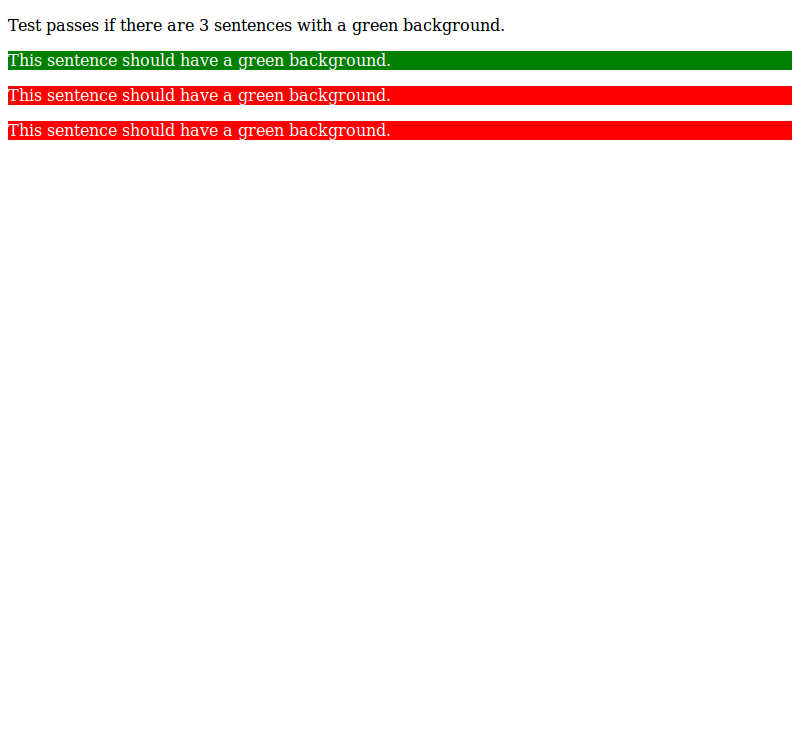 Test passes if there are 3 sentences with a green background.
This sentence should have a green background.
This sentence should have a green background.
This sentence should have a green background.